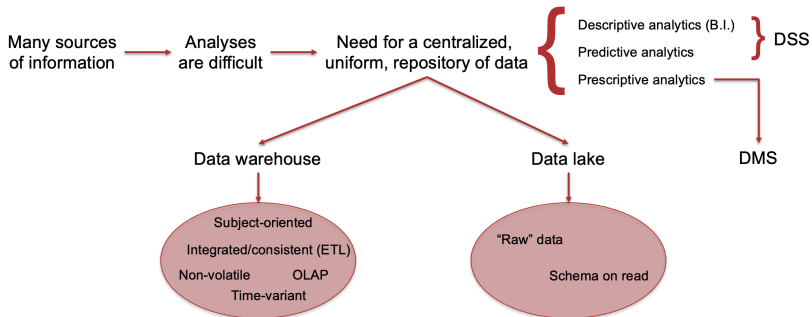 Many sources
of information
Analyses
are difficult
Need for a centralized,
uniform, repository of data
Descriptive analytics (B.I.)
Predictive analytics
Prescriptive analytics
DSS
DMS
Data warehouse
Data lake
Subject-oriented
Integrated/consistent (ETL)
Non-volatile
OLAP
Time-variant
“Raw” data
Schema on read